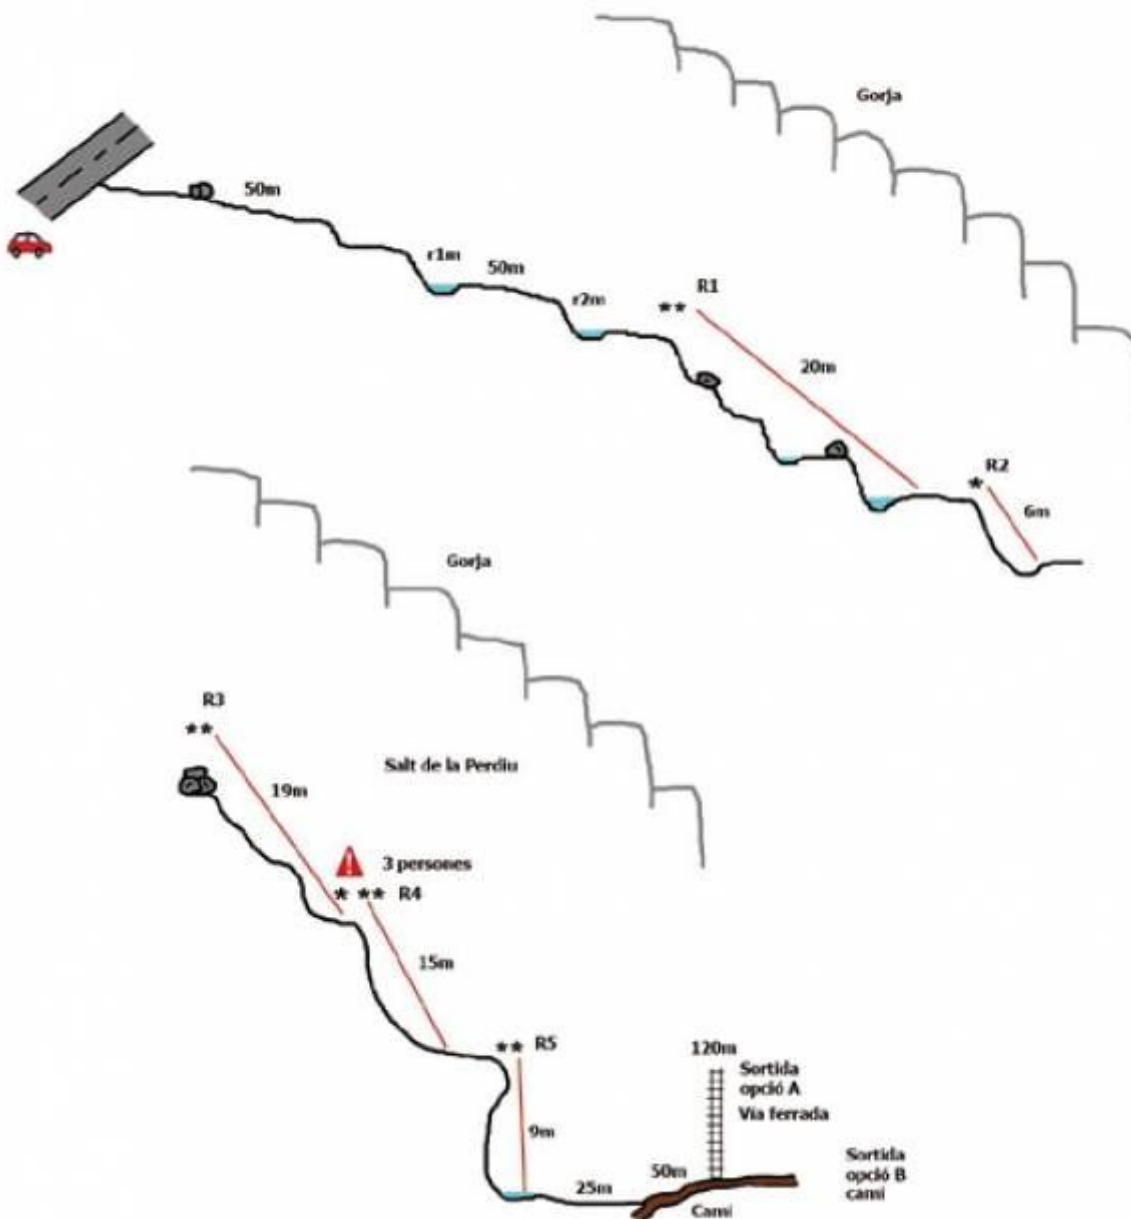 Gorja
50m
r1m
50m
r2m
** R1
20m
* R2
6m
Gorja
R3
**
19m
Salt de la Perdiu
3 persones
* ** R4
15m
** R5
9m
120m
Sortida
opció A
Vía ferrada
25m
50m
Camí
Sortida
opció B
camí